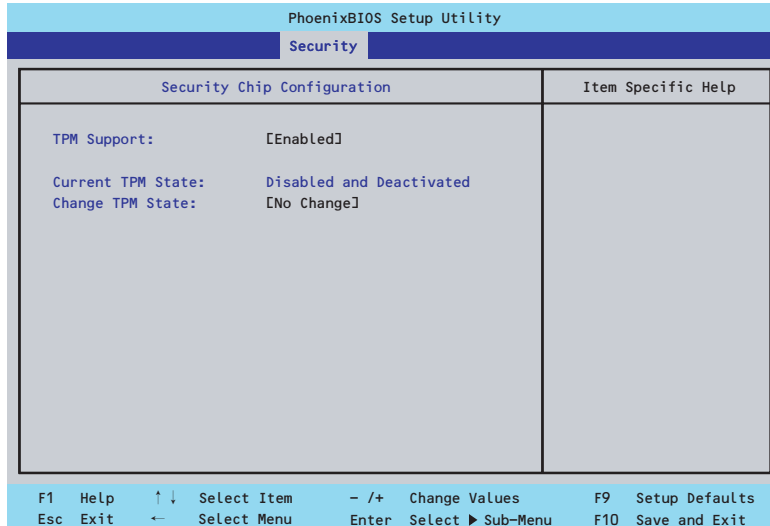 PhoenixBIOS Setup Utility
Security
Security Chip Configuration
Item Specific Help
TPM Support: [Enabled]
Current TPM State: Disabled and Deactivated
Change TPM State: [No Change]
F1 Help ↑↓ Select Item – /+ Change Values F9 Setup Defaults
Esc Exit ← Select Menu Enter Select ▶ Sub-Menu F10 Save and Exit